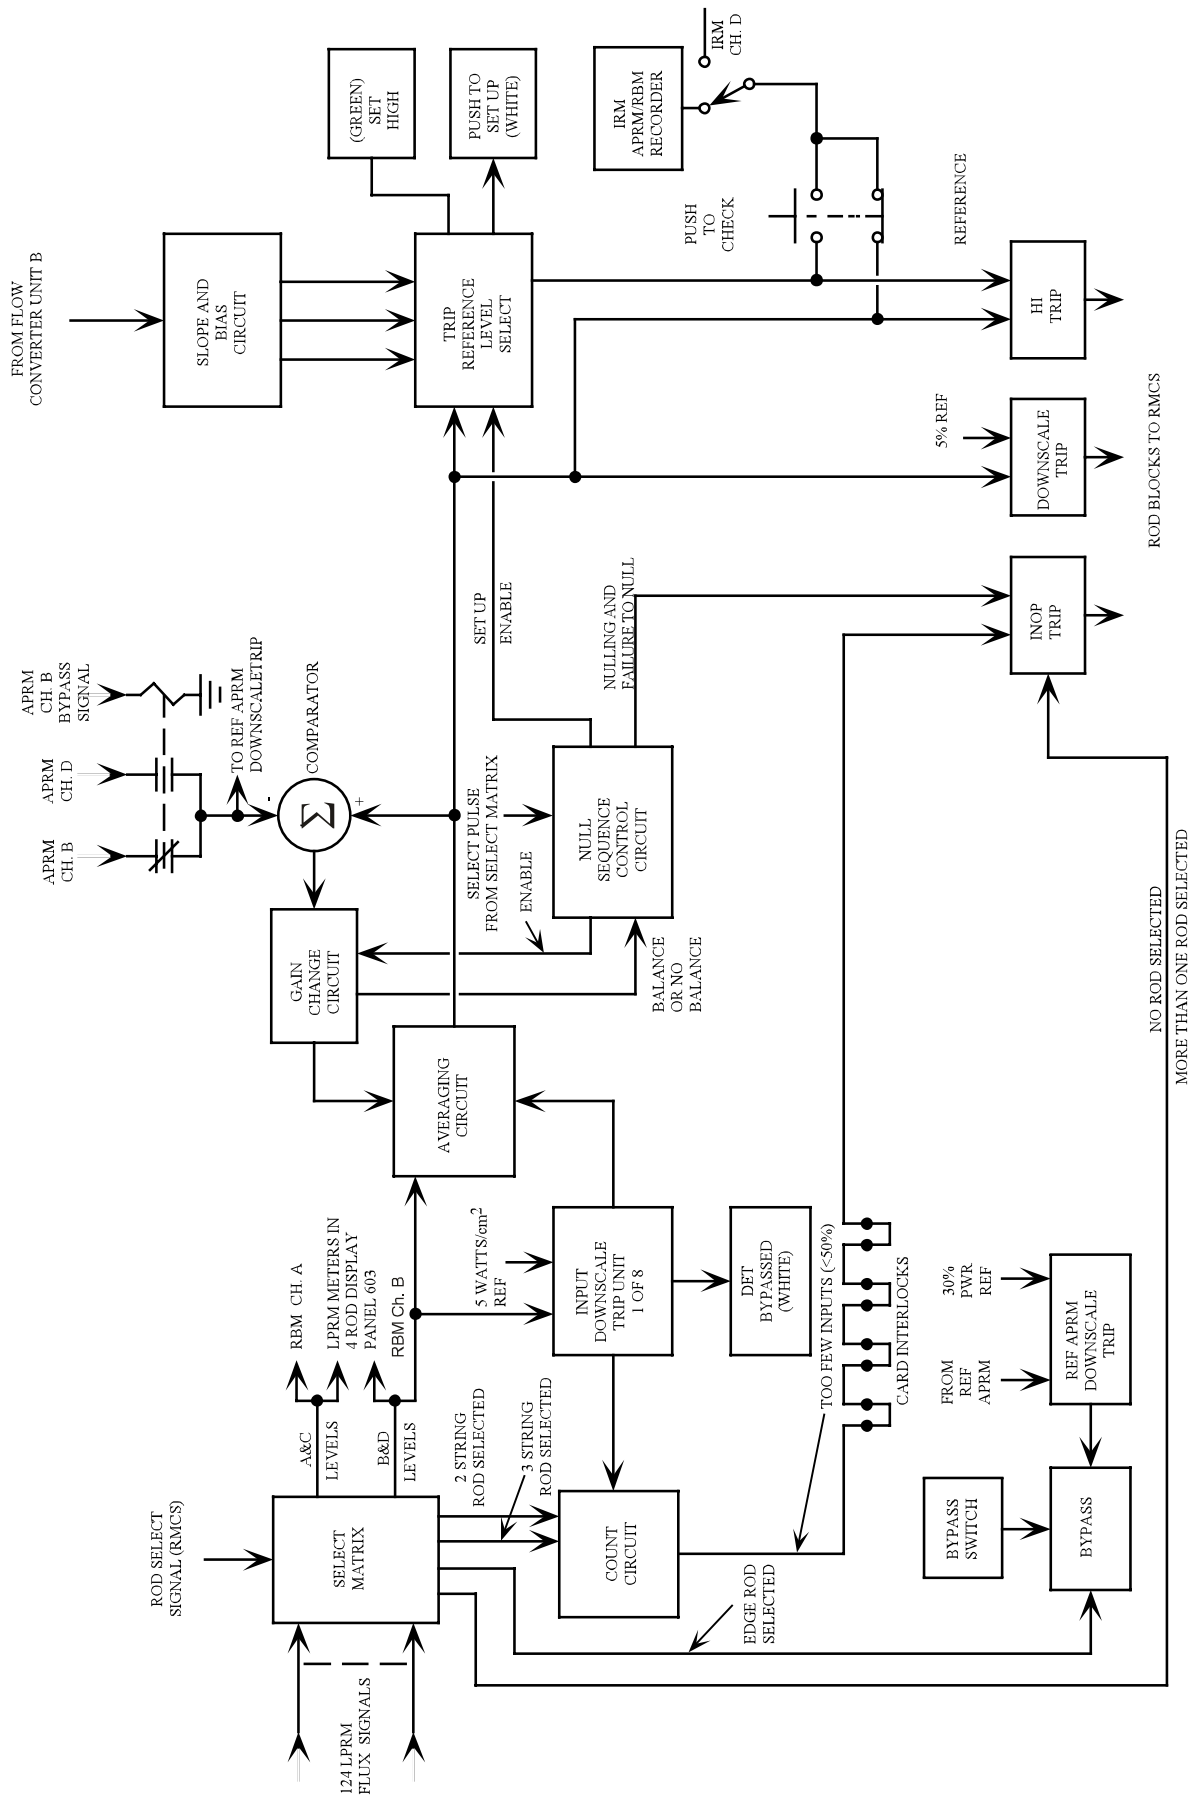 124 LPRM
FLUX SIGNALS
ROD SELECT
SIGNAL (RMCS)
SELECT
MATRIX
A&C
LEVELS
B&D
LEVELS
RBM CH. A
LPRM METERS IN
4 ROD DISPLAY
PANEL 603
RBM Ch. B
2 STRING
ROD SELECTED
3 STRING
ROD SELECTED
EDGE ROD
SELECTED
COUNT
CIRCUIT
5 WATTS/cm²
REF
INPUT
DOWNSCALE
TRIP UNIT
1 OF 8
DET
BYPASSED
(WHITE)
TOO FEW INPUTS (<50%)
CARD INTERLOCKS
BYPASS
SWITCH
BYPASS
FROM
REF
APRM
30%
PWR
REF
REF APRM
DOWNSCALE
TRIP
AVERAGING
CIRCUIT
GAIN
CHANGE
CIRCUIT
APRM
CH. B
APRM
CH. D
APRM
CH. B
BYPASS
SIGNAL
TO REF APRM
DOWNSCALETRIP
COMPARATOR
-
Σ
+
SELECT PULSE
FROM SELECT MATRIX
ENABLE
BALANCE
OR NO
BALANCE
NULL
SEQUENCE
CONTROL
CIRCUIT
SET UP
ENABLE
NULLING AND
FAILURE TO NULL
NO ROD SELECTED
MORE THAN ONE ROD SELECTED
INOP
TRIP
5% REF
DOWNSCALE
TRIP
ROD BLOCKS TO RMCS
HI
TRIP
REFERENCE
FROM FLOW
CONVERTER UNIT B
SLOPE AND
BIAS
CIRCUIT
TRIP
REFERENCE
LEVEL
SELECT
(GREEN)
SET
HIGH
PUSH TO
SET UP
(WHITE)
PUSH
TO
CHECK
IRM
APRM/RBM
RECORDER
IRM
CH. D